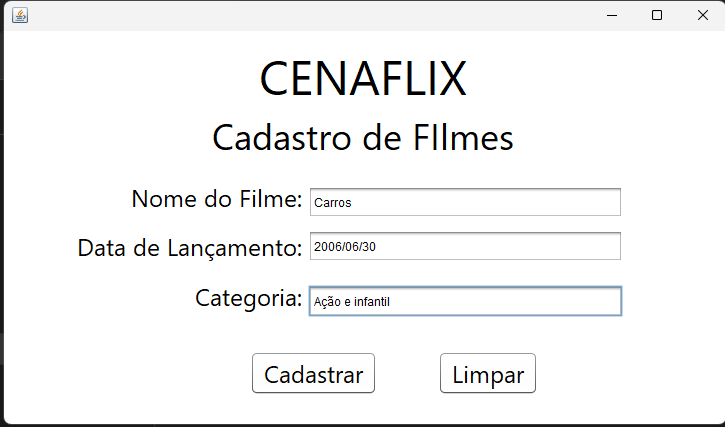 CENAFLIX
Cadastro de FIlmes
Nome do Filme: Carros
Data de Lançamento: 2006/06/30
Categoria: Ação e infantil
Cadastrar Limpar